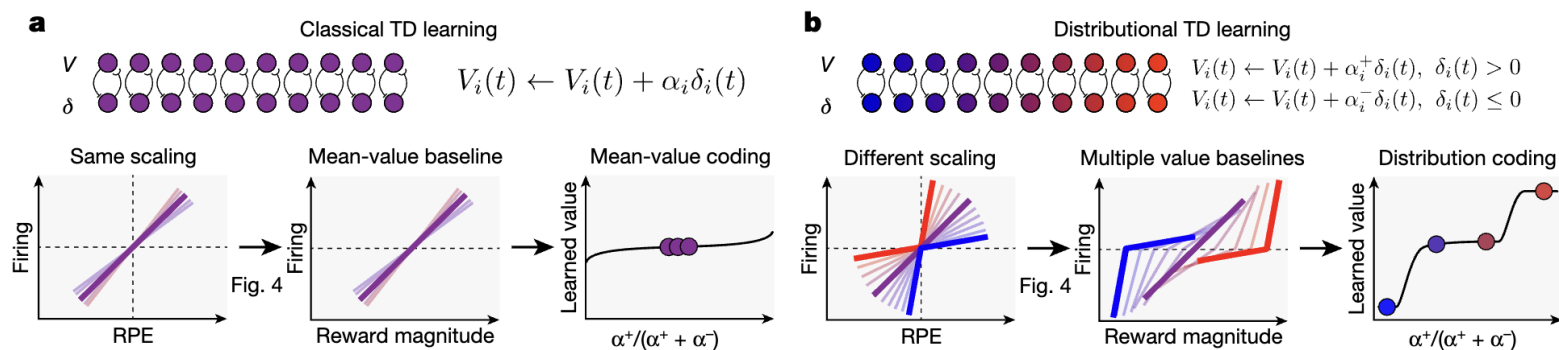 a
Classical TD learning
V
δ
V_i(t) ← V_i(t) + α_iδ_i(t)
Same scaling
Firing
RPE
Fig. 4
Mean-value baseline
Firing
Reward magnitude
Mean-value coding
Learned value
α⁺/(α⁺ + α⁻)
b
Distributional TD learning
V
δ
V_i(t) ← V_i(t) + α_i⁺δ_i(t), δ_i(t) > 0
V_i(t) ← V_i(t) + α_i⁻δ_i(t), δ_i(t) ≤ 0
Different scaling
Firing
RPE
Fig. 4
Multiple value baselines
Firing
Reward magnitude
Distribution coding
Learned value
α⁺/(α⁺ + α⁻)